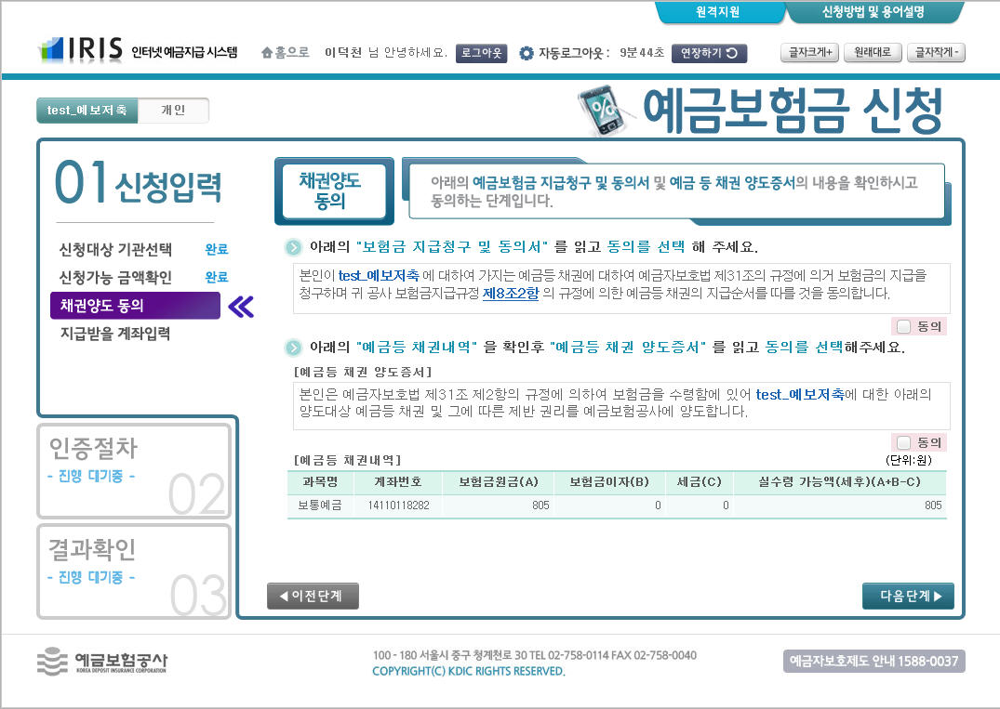 원격지원
신청방법 및 용어설명
IRIS 인터넷 예금지급 시스템
홈으로
이덕천 님 안녕하세요.
로그아웃
자동로그아웃 : 9분44초
연장하기
글자크게+
원래대로
글자작게-
test_예보저축
개인
예금보험금 신청
01 신청입력
신청대상 기관선택 완료
신청가능 금액확인 완료
채권양도 동의
지급받을 계좌입력
인증절차
- 진행 대기중 -
02
결과확인
- 진행 대기중 -
03
채권양도
동의
아래의 예금보험금 지급청구 및 동의서 및 예금 등 채권 양도증서의 내용을 확인하시고
동의하는 단계입니다.
아래의 "보험금 지급청구 및 동의서" 를 읽고 동의를 선택 해 주세요.
본인이 test_예보저축 에 대하여 가지는 예금등 채권에 대하여 예금자보호법 제31조의 규정에 의거 보험금의 지급을
청구하며 귀 공사 보험금지급규정 제8조2항 의 규정에 의한 예금등 채권의 지급순서를 따를 것을 동의합니다.
동의
아래의 "예금등 채권내역" 을 확인후 "예금등 채권 양도증서" 를 읽고 동의를 선택해주세요.
[예금등 채권 양도증서]
본인은 예금자보호법 제31조 제2항의 규정에 의하여 보험금을 수령함에 있어 test_예보저축에 대한 아래의
양도대상 예금등 채권 및 그에 따른 제반 권리를 예금보험공사에 양도합니다.
동의
[예금등 채권내역]
(단위:원)
과목명 계좌번호 보험금원금(A) 보험금이자(B) 세금(C) 실수령 가능액(세후)(A+B-C)
보통예금 14110118282 805 0 0 805
이전단계
다음단계
예금보험공사
KOREA DEPOSIT INSURANCE CORPORATION
100 - 180 서울시 중구 청계천로 30 TEL 02-758-0114 FAX 02-758-0040
COPYRIGHT(C) KDIC RIGHTS RESERVED.
예금자보호제도 안내 1588-0037